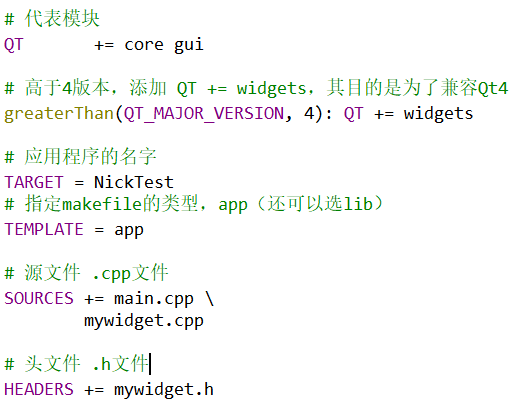 # 代表模块
QT       += core gui
# 高于4版本，添加 QT += widgets，其目的是为了兼容Qt4
greaterThan(QT_MAJOR_VERSION, 4): QT += widgets
# 应用程序的名字
TARGET = NickTest
# 指定makefile的类型，app（还可以选lib）
TEMPLATE = app
# 源文件 .cpp文件
SOURCES += main.cpp \
        mywidget.cpp
# 头文件 .h文件
HEADERS += mywidget.h